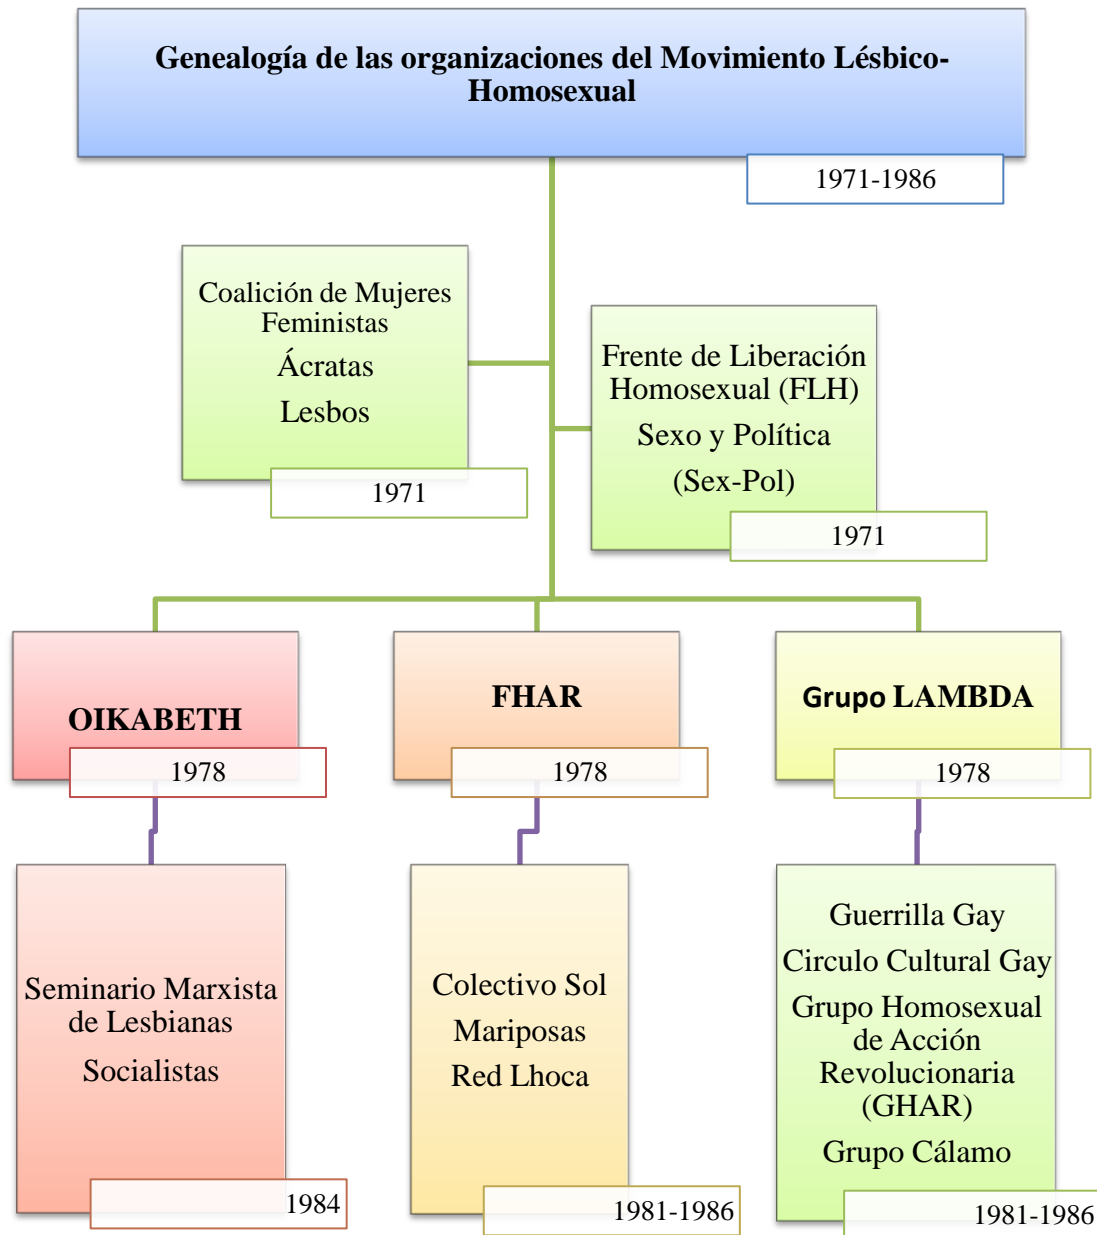 Genealogía de las organizaciones del Movimiento Lésbico-
Homosexual
1971-1986
Coalición de Mujeres
Feministas
Ácratas
Lesbos
1971
Frente de Liberación
Homosexual (FLH)
Sexo y Política
(Sex-Pol)
1971
OIKABETH
1978
FHAR
1978
Grupo LAMBDA
1978
Seminario Marxista
de Lesbianas
Socialistas
1984
Colectivo Sol
Mariposas
Red Lhoca
1981-1986
Guerrilla Gay
Circulo Cultural Gay
Grupo Homosexual
de Acción
Revolucionaria
(GHAR)
Grupo Cálamo
1981-1986